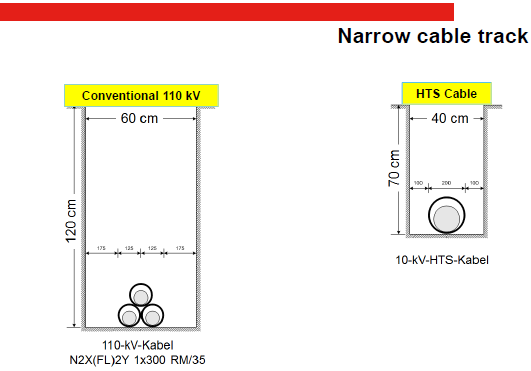 Narrow cable track
Conventional 110 kV
60 cm
120 cm
175 125 125 175
110-kV-Kabel
N2X(FL)2Y 1x300 RM/35
HTS Cable
40 cm
70 cm
100 200 100
10-kV-HTS-Kabel